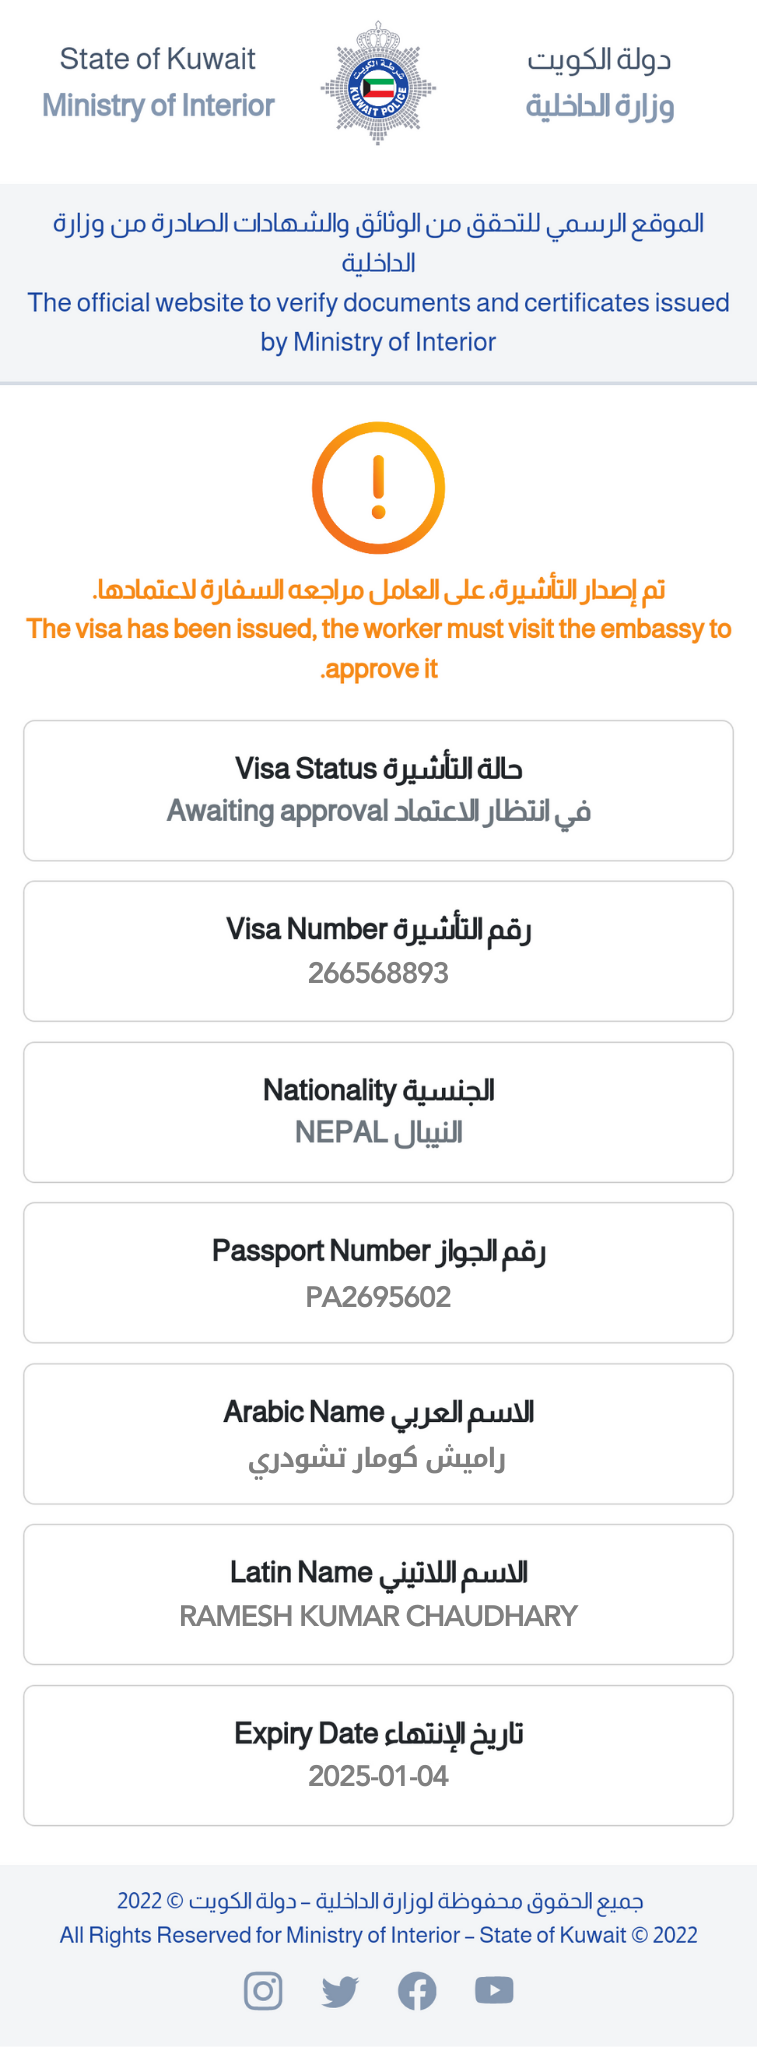 State of Kuwait
Ministry of Interior
شرطة الكويت
KUWAIT POLICE
دولة الكويت
وزارة الداخلية
الموقع الرسمي للتحقق من الوثائق والشهادات الصادرة من وزارة
الداخلية
The official website to verify documents and certificates issued
by Ministry of Interior
تم إصدار التأشيرة، على العامل مراجعه السفارة لاعتمادها.
The visa has been issued, the worker must visit the embassy to
.approve it
Visa Status حالة التأشيرة
Awaiting approval في انتظار الاعتماد
Visa Number رقم التأشيرة
266568893
Nationality الجنسية
NEPAL النيبال
Passport Number رقم الجواز
PA2695602
Arabic Name الاسم العربي
راميش كومار تشودري
Latin Name الاسم اللاتيني
RAMESH KUMAR CHAUDHARY
Expiry Date تاريخ الإنتهاء
2025-01-04
جميع الحقوق محفوظة لوزارة الداخلية – دولة الكويت © 2022
All Rights Reserved for Ministry of Interior – State of Kuwait © 2022